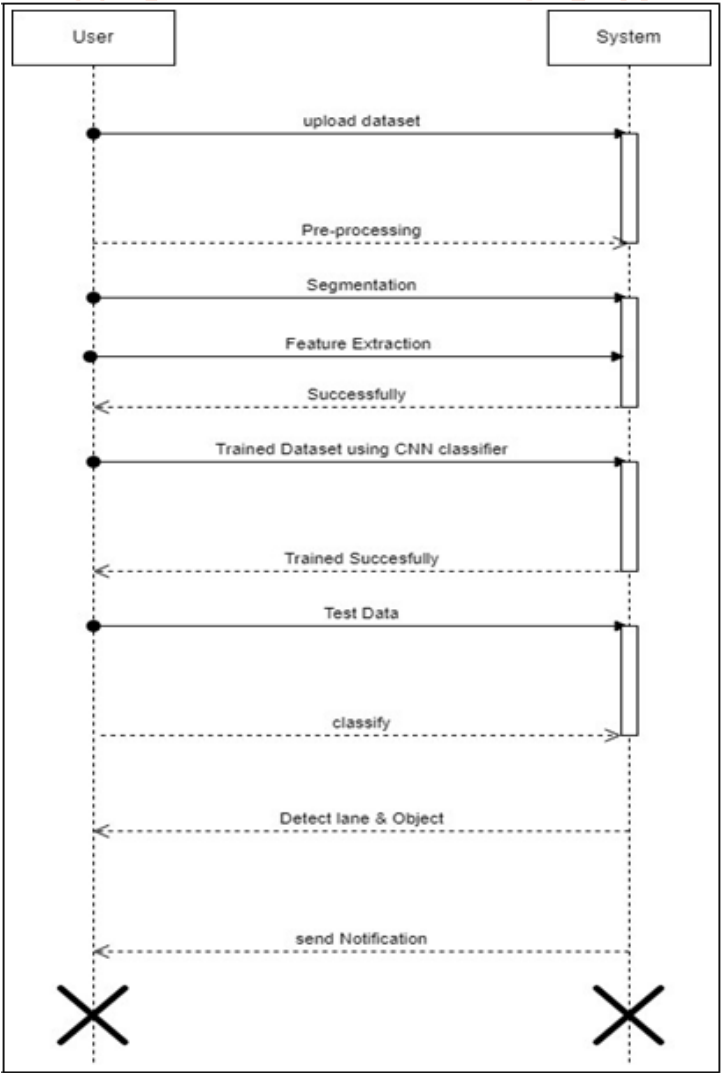 User
System
upload dataset
Pre-processing
Segmentation
Feature Extraction
Successfully
Trained Dataset using CNN classifier
Trained Succesfully
Test Data
classify
Detect lane & Object
send Notification